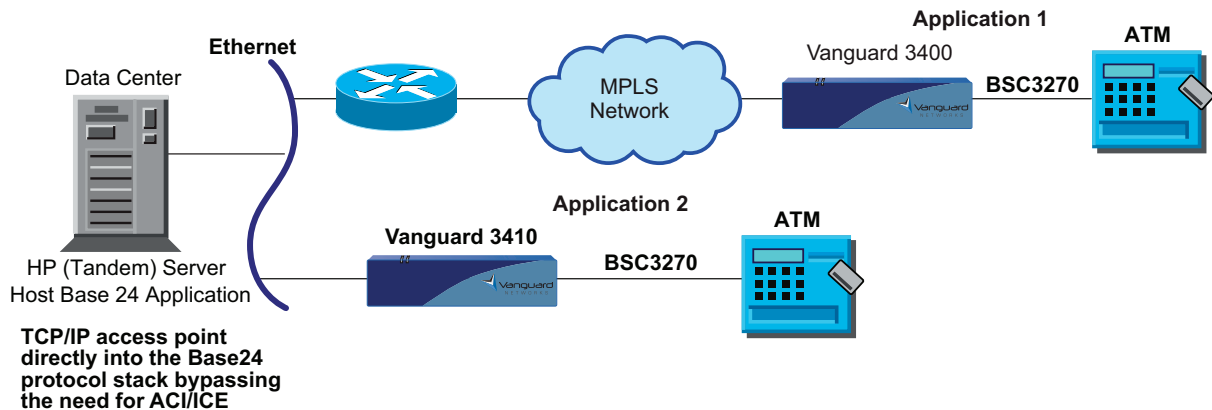 Application 1
Ethernet
ATM
Vanguard 3400
Data Center
MPLS
Network
BSC3270
Vanguard
NETWORKS
Application 2
ATM
Vanguard 3410
BSC3270
Vanguard
NETWORKS
HP (Tandem) Server
Host Base 24 Application
TCP/IP access point
directly into the Base24
protocol stack bypassing
the need for ACI/ICE